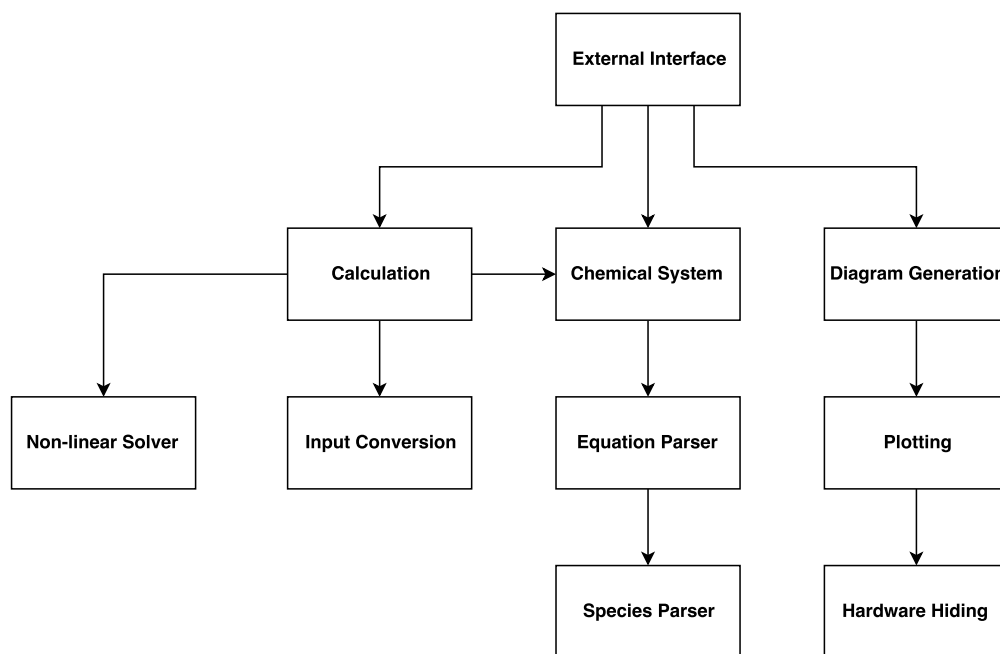 External Interface
Calculation
Chemical System
Diagram Generation
Non-linear Solver
Input Conversion
Equation Parser
Plotting
Species Parser
Hardware Hiding